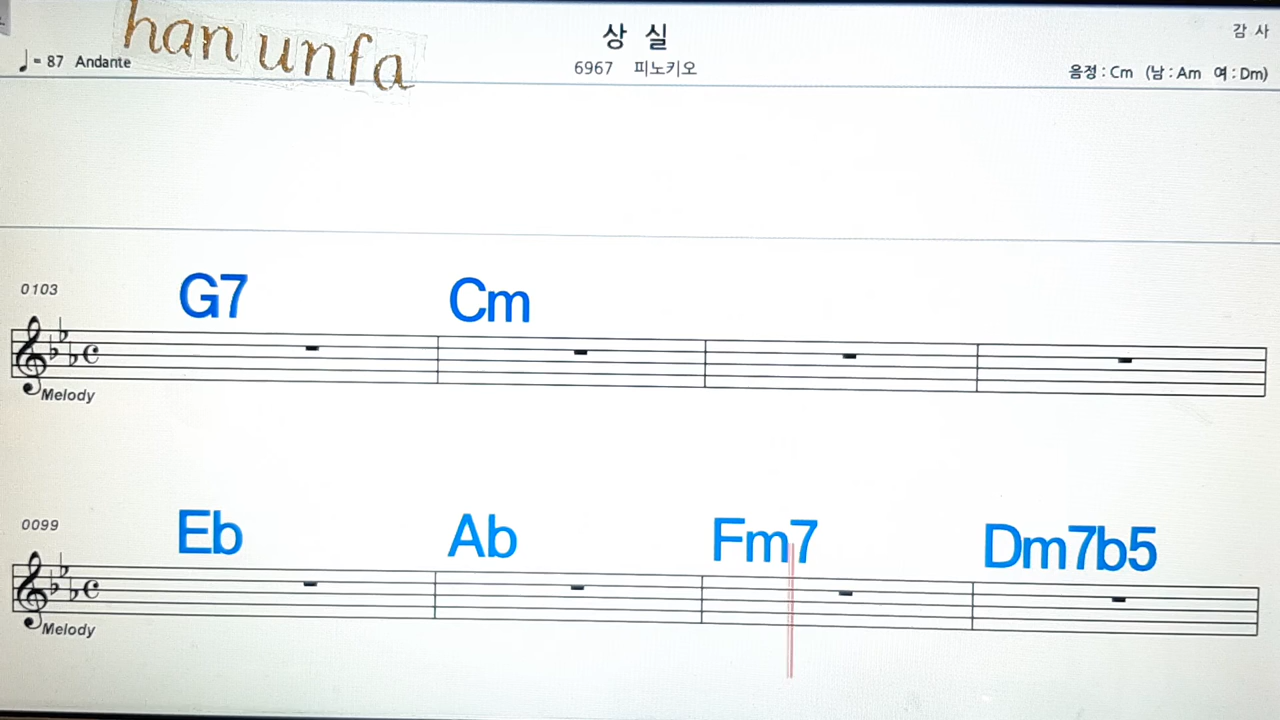 han unfa
상 실
감 사
♩= 87 Andante
6967 피노키오
음정 : Cm (남 : Am 여 : Dm)
0103
G7 Cm
Melody
0099
Eb Ab Fm7 Dm7b5
Melody